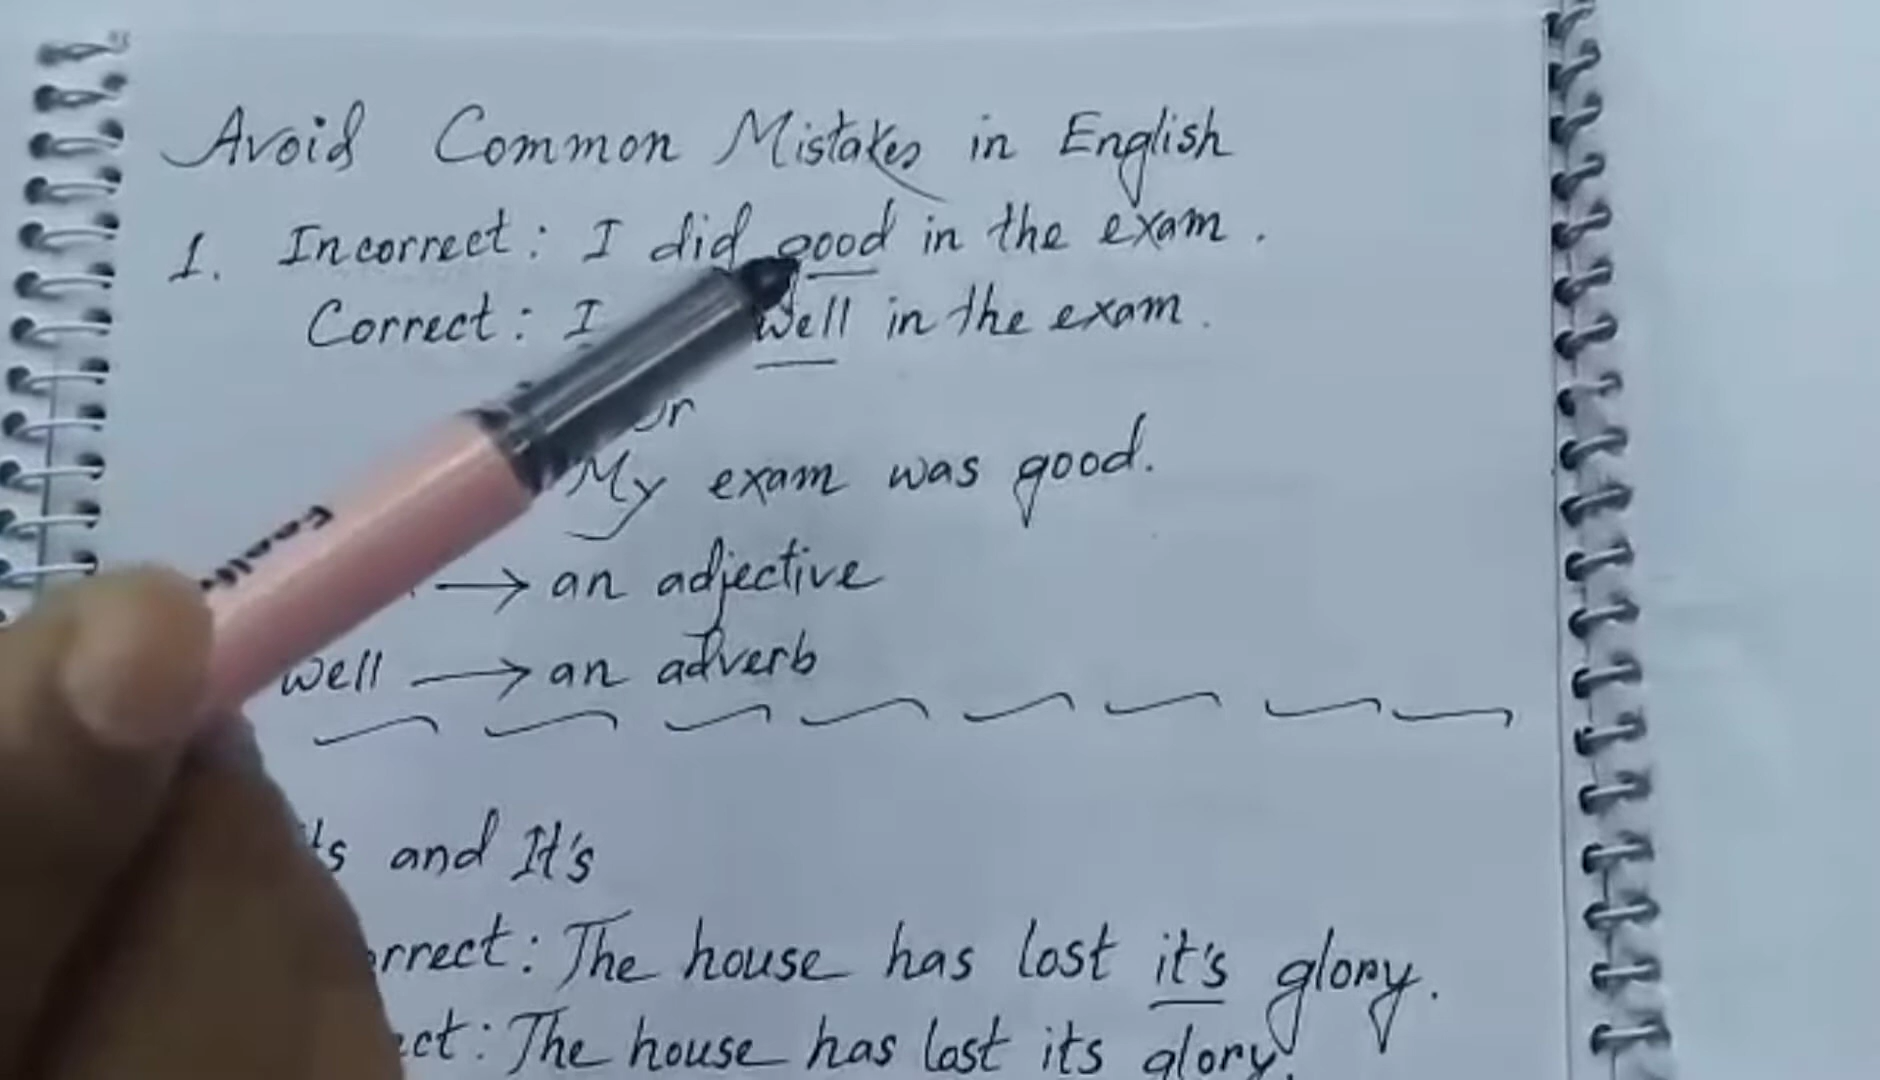 Avoid Common Mistakes in English
1. Incorrect : I did good in the exam.
Correct : I well in the exam.
My exam was good.
→ an adjective
well → an adverb
and It's
The house has lost it's glory.
The house has lost its glory.